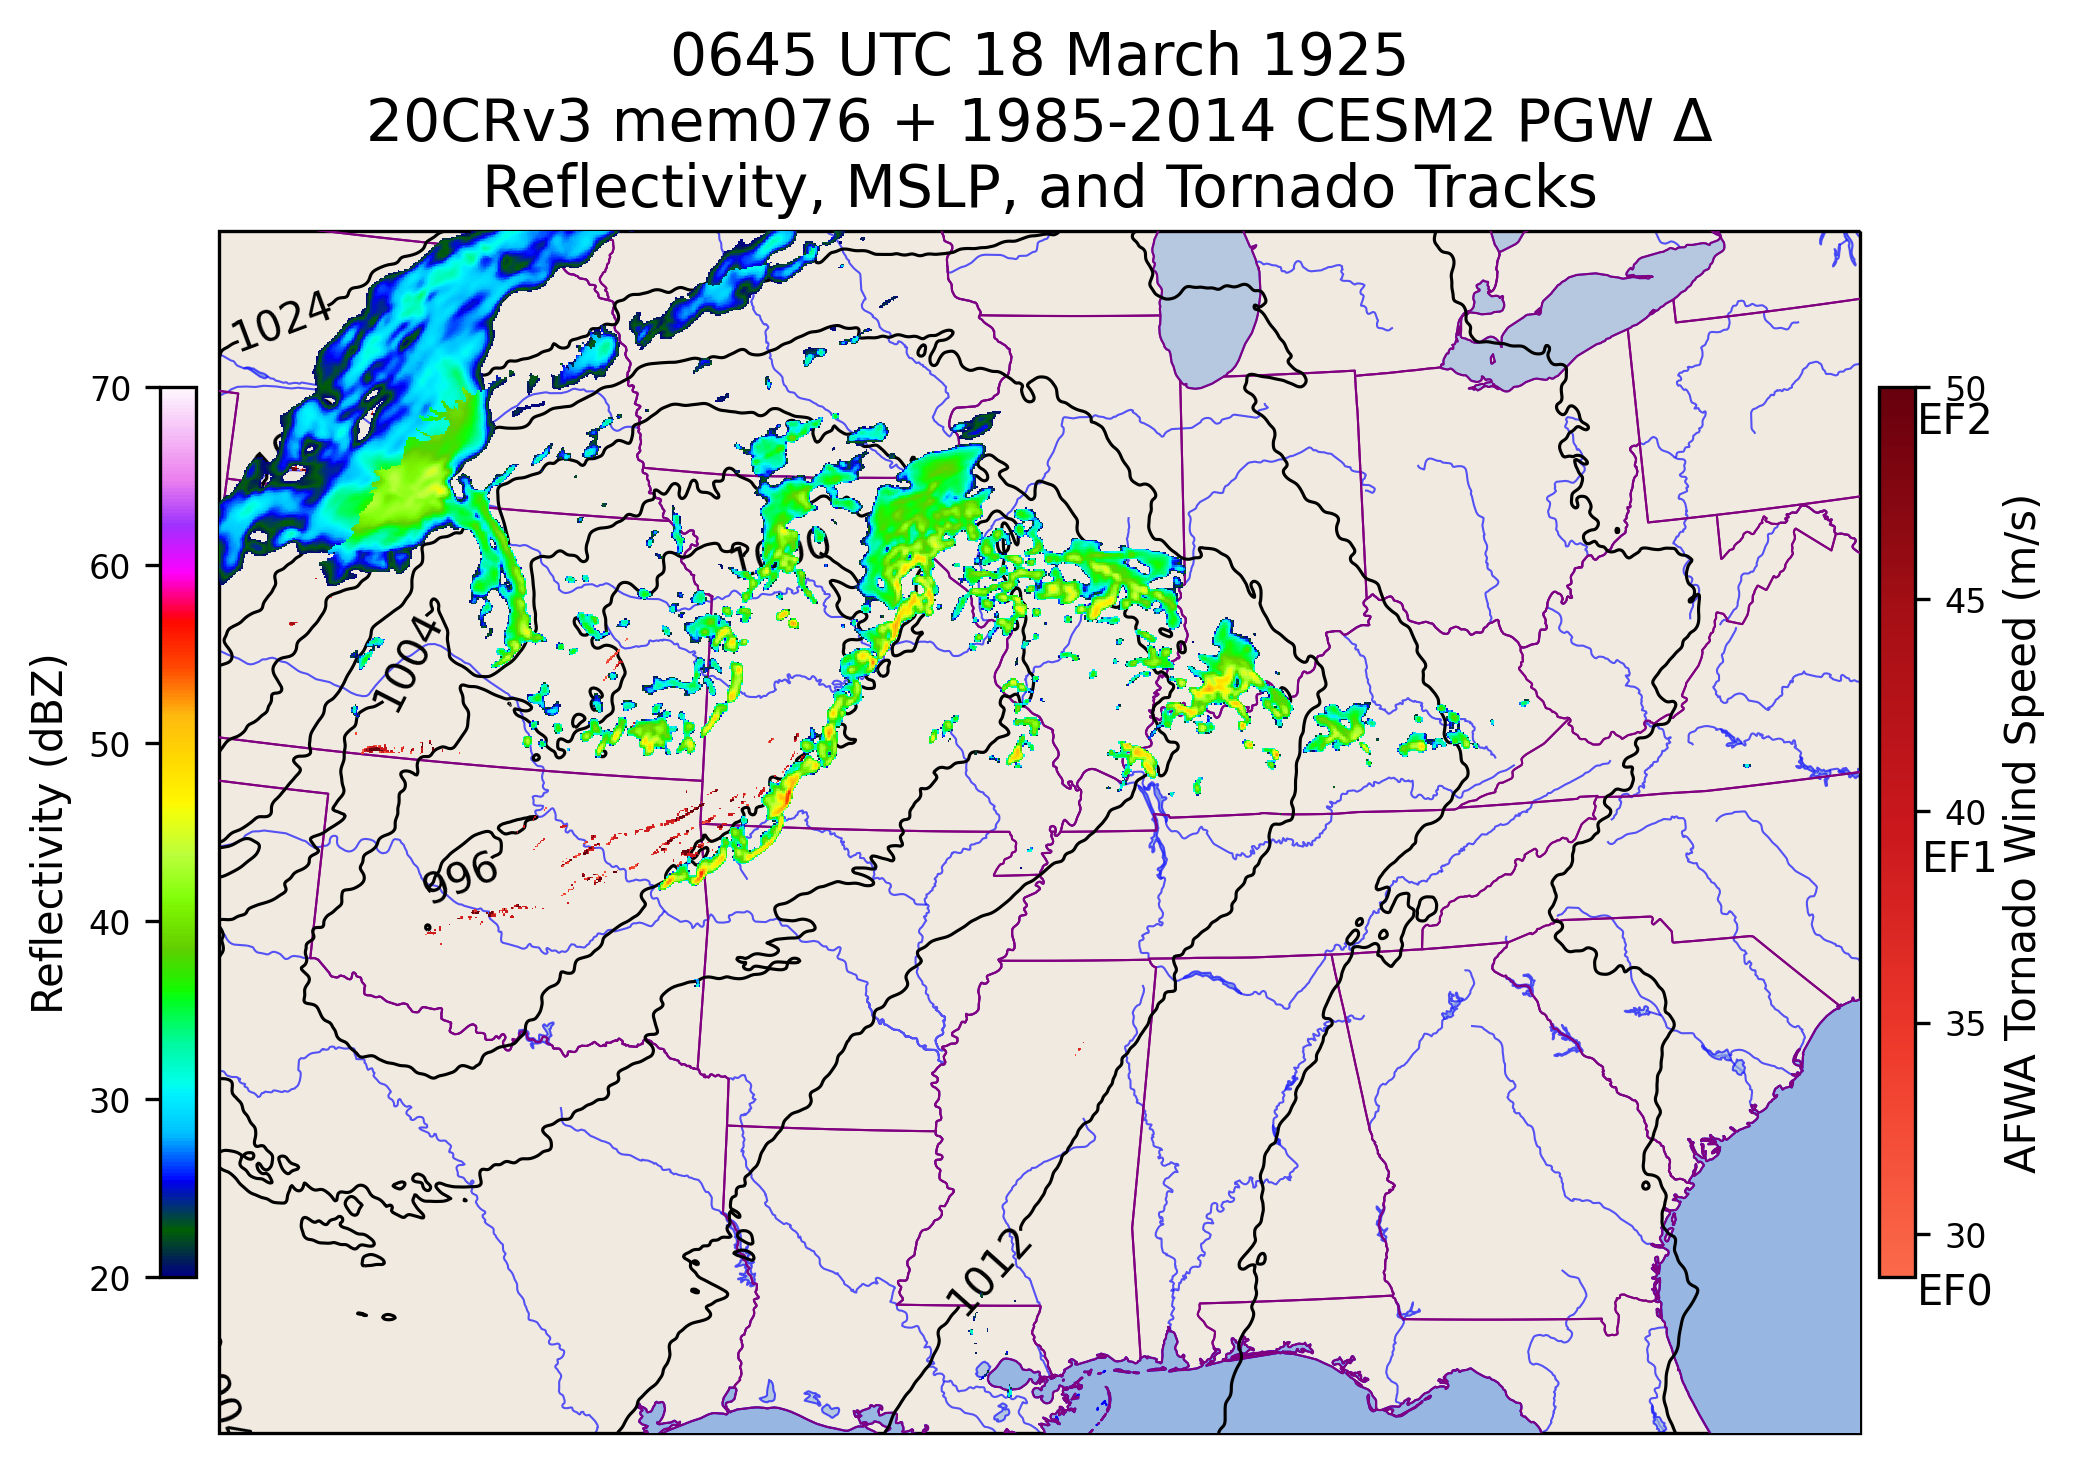 0645 UTC 18 March 1925
20CRv3 mem076 + 1985-2014 CESM2 PGW Δ
Reflectivity, MSLP, and Tornado Tracks
1024
1000
1004
996
1012
Reflectivity (dBZ)
70
60
50
40
30
20
50
EF2
45
40
EF1
35
30
EF0
AFWA Tornado Wind Speed (m/s)